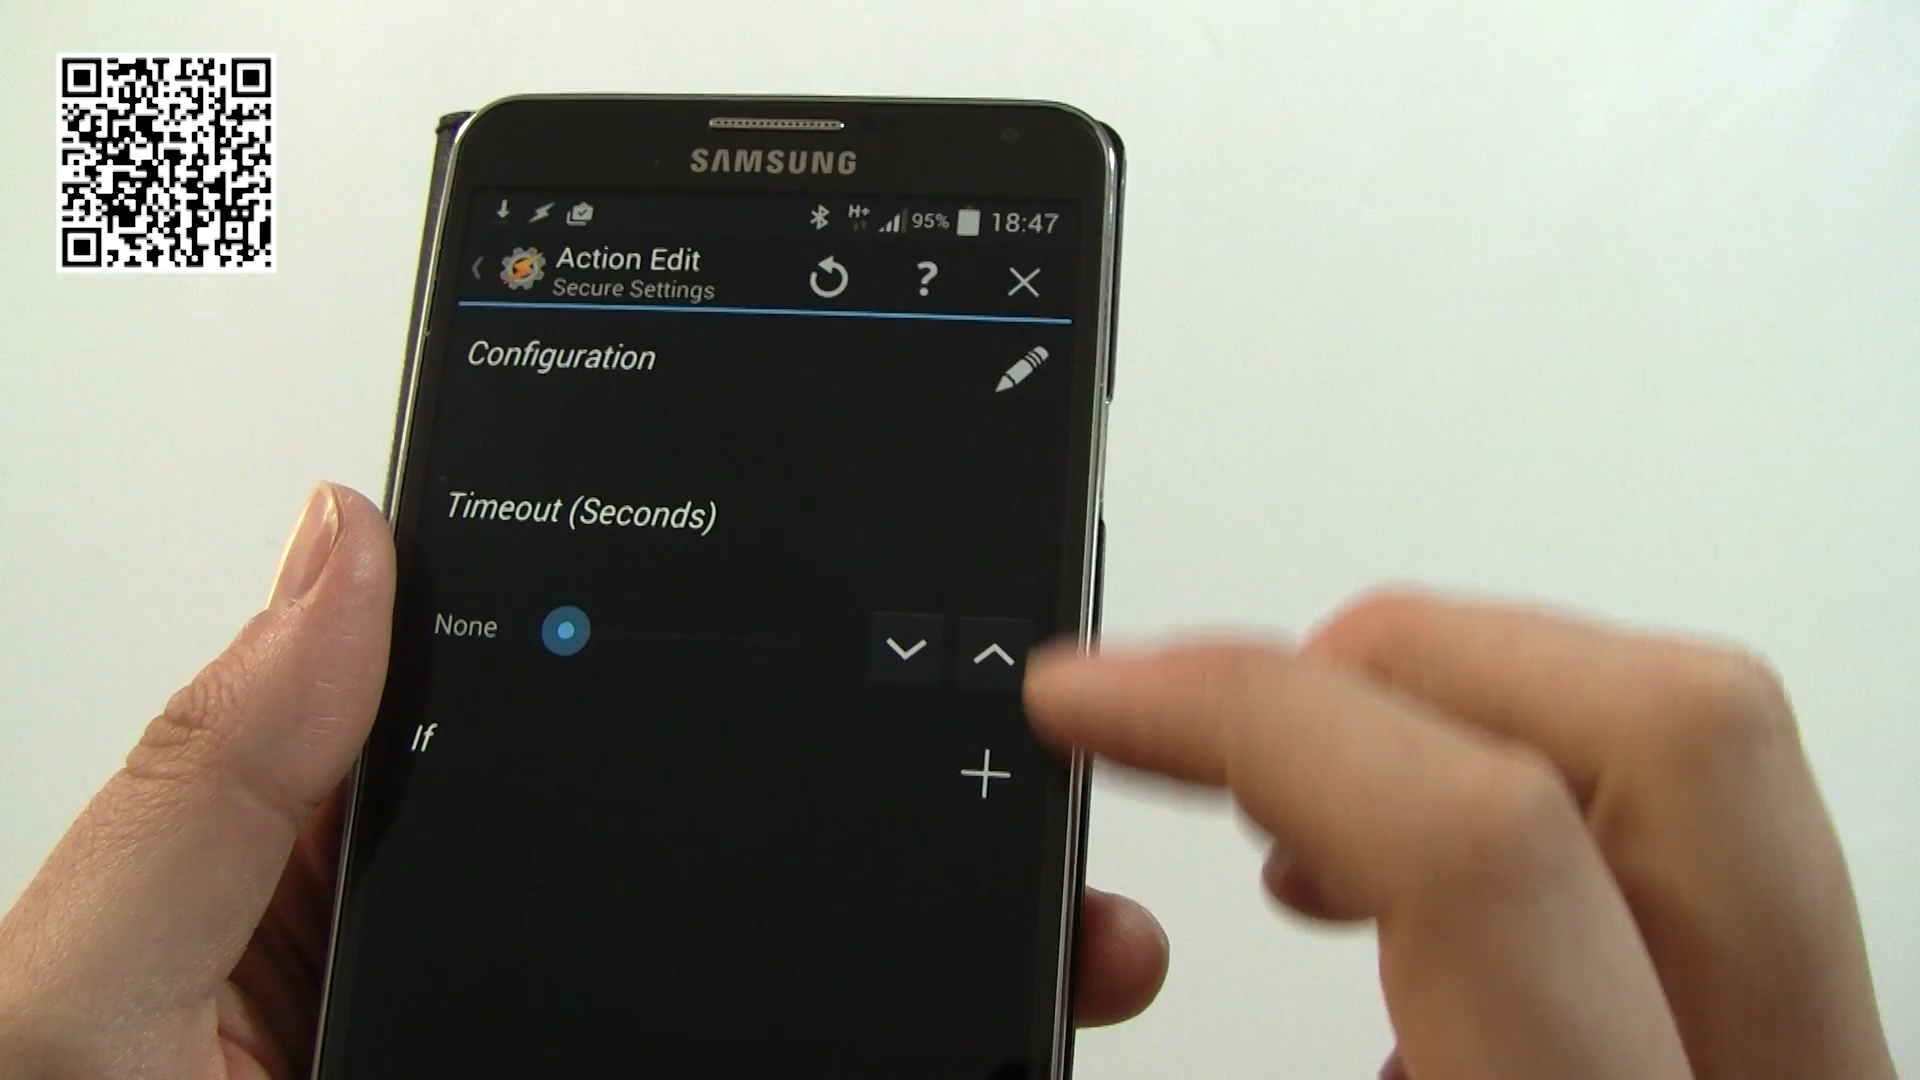 SAMSUNG
H+ 95% 18:47
Action Edit
Secure Settings
?
Configuration
Timeout (Seconds)
None
If